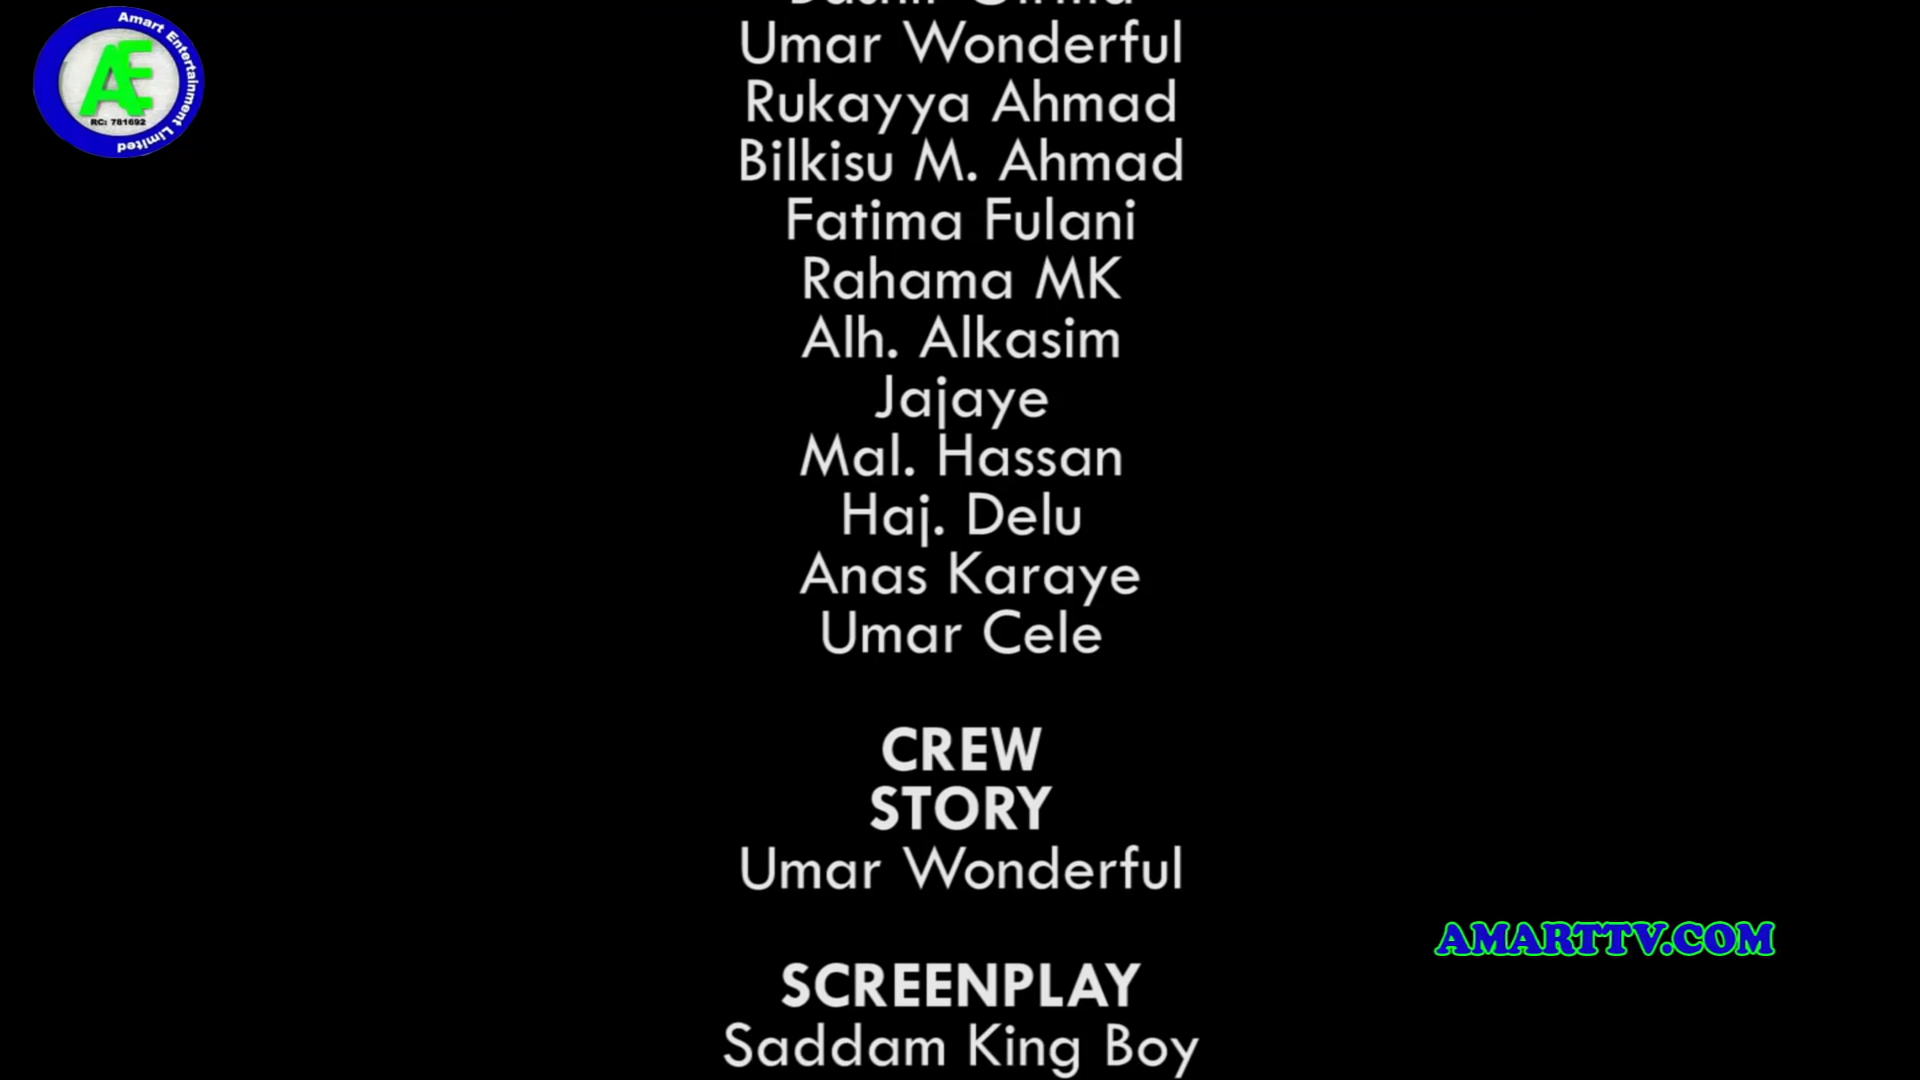 Amart Entertainment Limited
AE
RC: 781692
Umar Wonderful
Rukayya Ahmad
Bilkisu M. Ahmad
Fatima Fulani
Rahama MK
Alh. Alkasim
Jajaye
Mal. Hassan
Haj. Delu
Anas Karaye
Umar Cele
CREW
STORY
Umar Wonderful
AMARTTV.COM
SCREENPLAY
Saddam King Boy